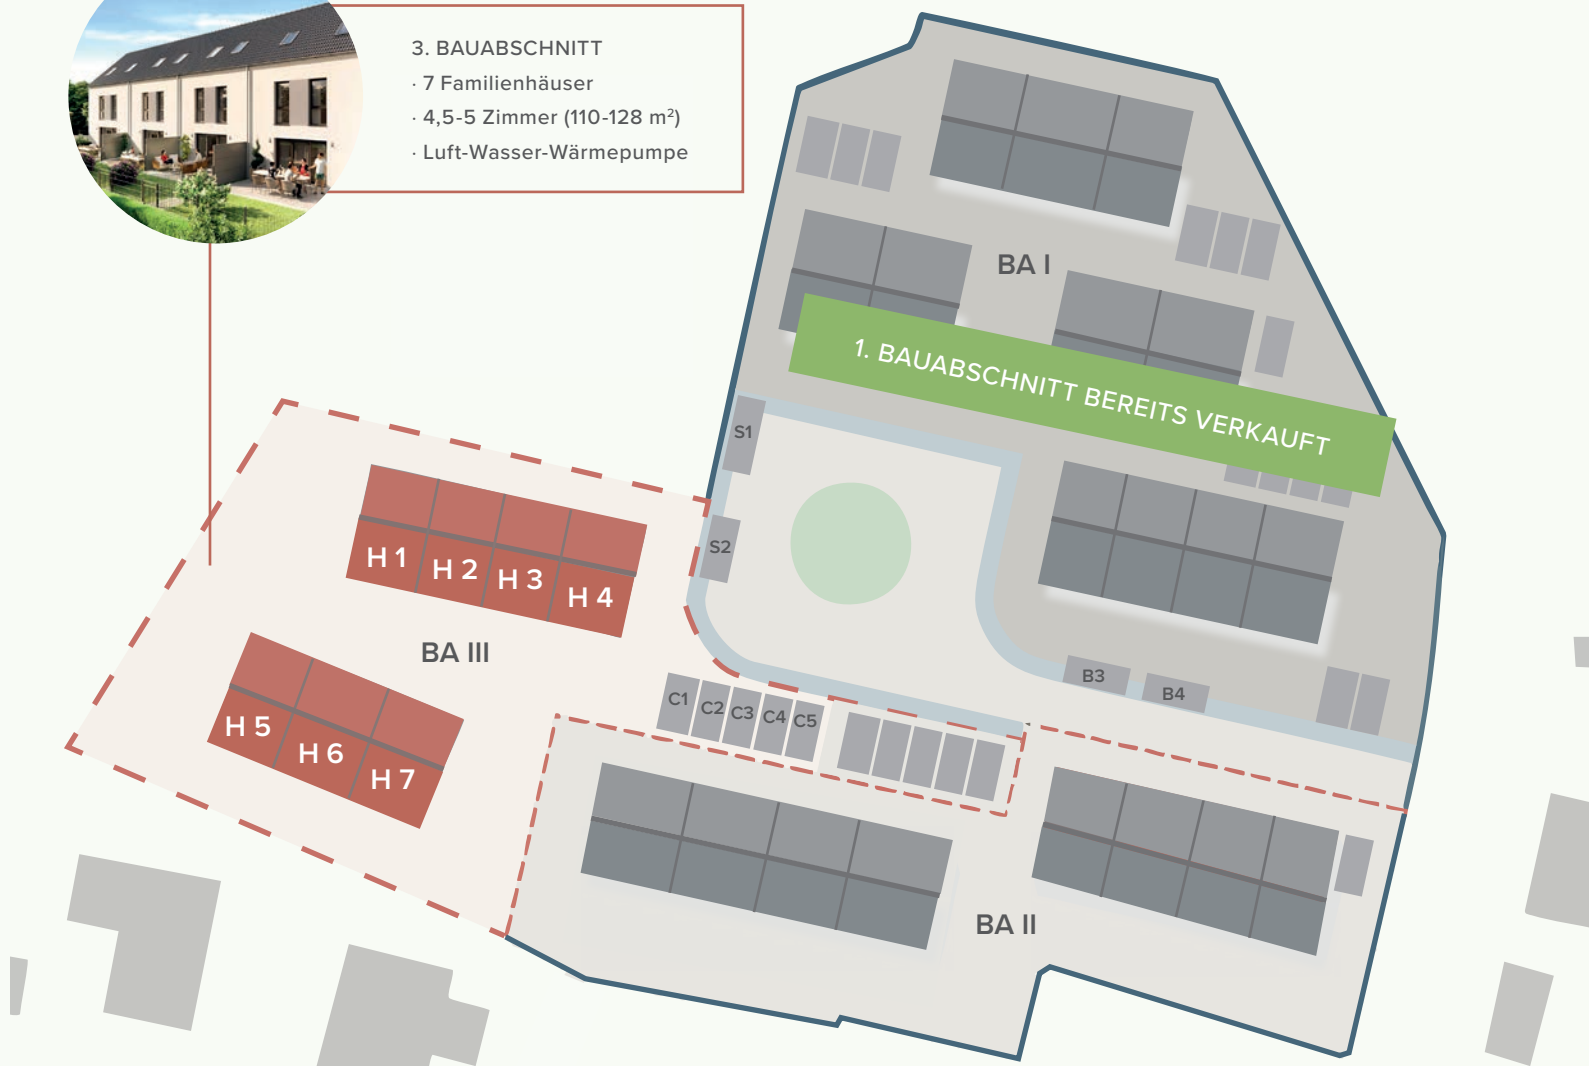 3. BAUABSCHNITT
· 7 Familienhäuser
· 4,5-5 Zimmer (110-128 m²)
· Luft-Wasser-Wärmepumpe
BA I
1. BAUABSCHNITT BEREITS VERKAUFT
S1
S2
H 1
H 2
H 3
H 4
BA III
H 5
H 6
H 7
C1
C2
C3
C4
C5
B3
B4
BA II